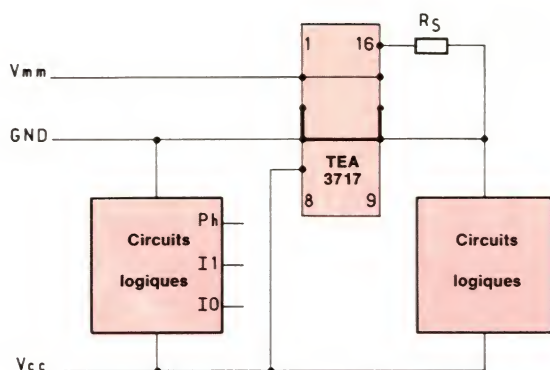 RS
1 16
Vmm
GND
TEA
3717
8 9
Ph
Circuits
logiques
I1
I0
Circuits
logiques
Vcc